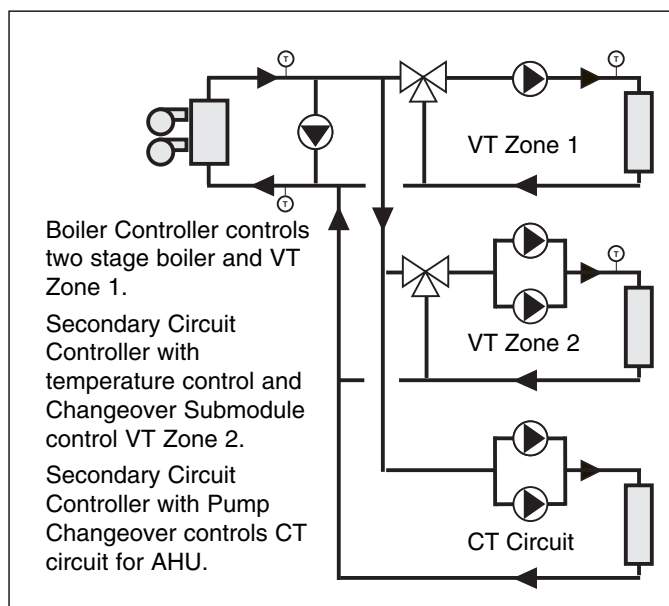 T
T
T
VT Zone 1
T
Boiler Controller controls
two stage boiler and VT
Zone 1.
Secondary Circuit
Controller with
temperature control and
Changeover Submodule
control VT Zone 2.
Secondary Circuit
Controller with Pump
Changeover controls CT
circuit for AHU.
VT Zone 2
CT Circuit